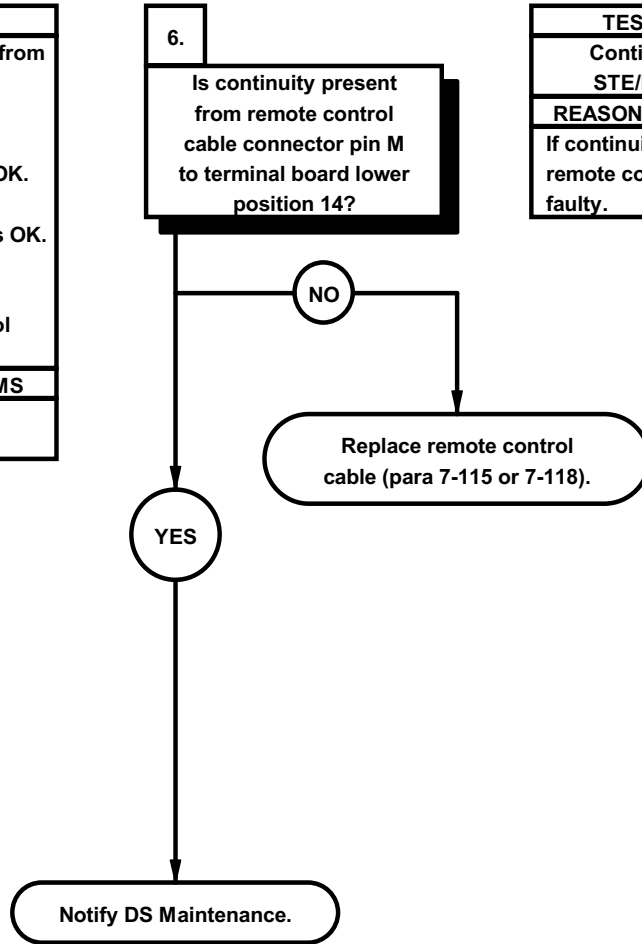 from
OK.
s OK.
ol
MS
6.
Is continuity present
from remote control
cable connector pin M
to terminal board lower
position 14?
NO
Replace remote control
cable (para 7-115 or 7-118).
YES
Notify DS Maintenance.
TES
Conti
STE/
REASON
If continui
remote co
faulty.